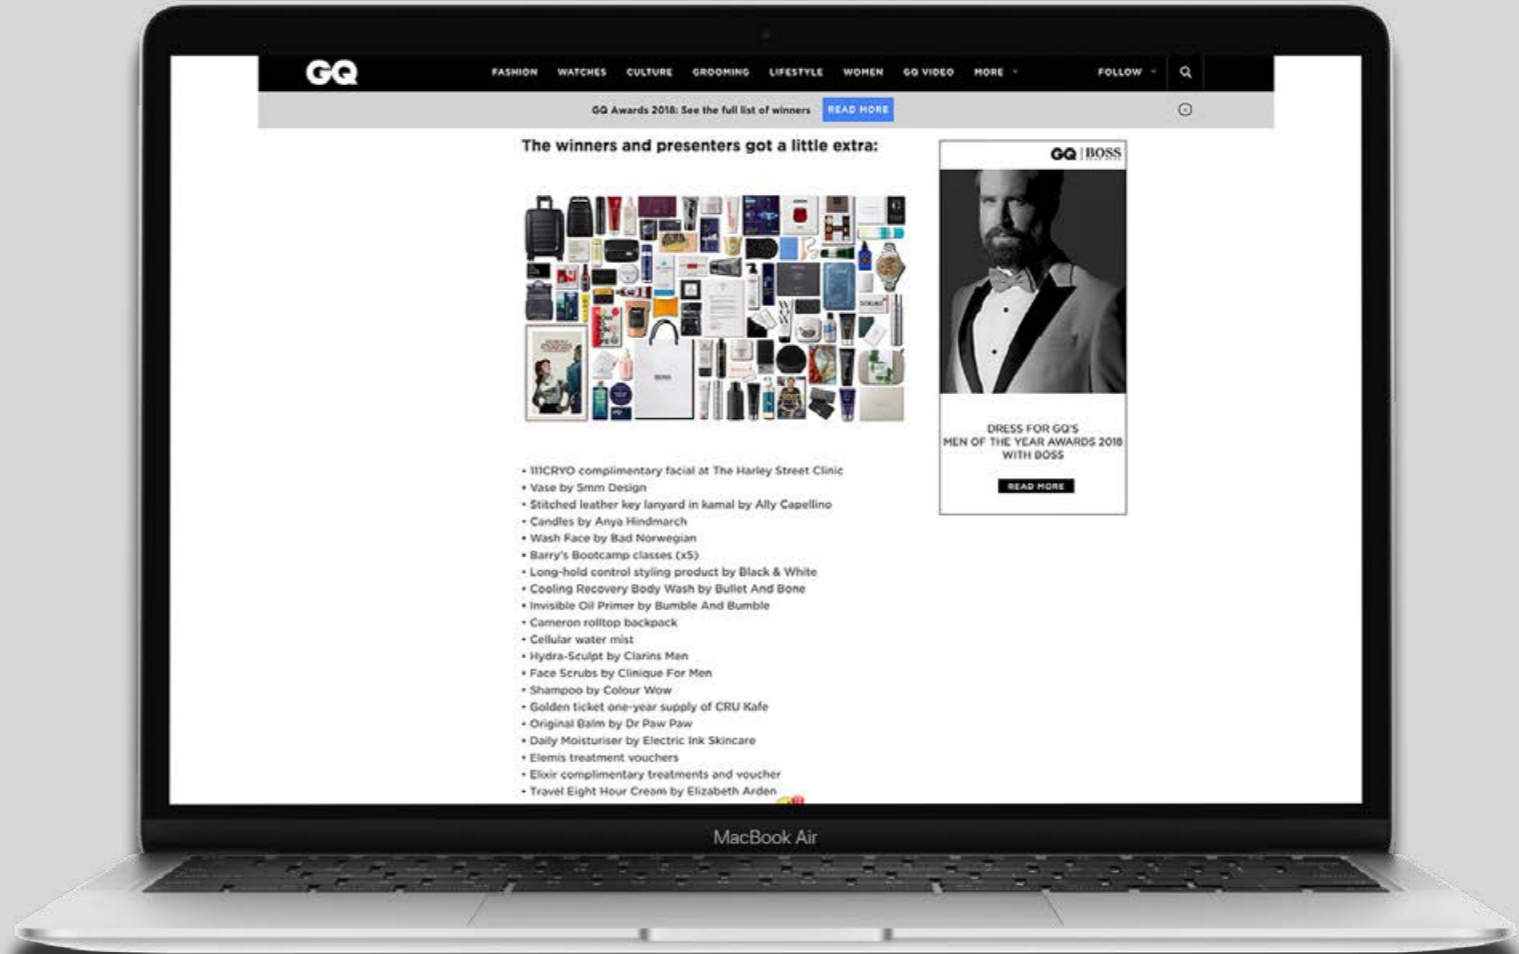 GQ
FASHION WATCHES CULTURE GROOMING LIFESTYLE WOMEN GQ VIDEO MORE FOLLOW
GQ Awards 2018: See the full list of winners READ MORE
The winners and presenters got a little extra:
BOSS
• 111CRYO complimentary facial at The Harley Street Clinic
• Vase by 5mm Design
• Stitched leather key lanyard in kamal by Ally Capellino
• Candles by Anya Hindmarch
• Wash Face by Bad Norwegian
• Barry's Bootcamp classes (x5)
• Long-hold control styling product by Black & White
• Cooling Recovery Body Wash by Bullet And Bone
• Invisible Oil Primer by Bumble And Bumble
• Cameron rolltop backpack
• Cellular water mist
• Hydra-Sculpt by Clarins Men
• Face Scrubs by Clinique For Men
• Shampoo by Colour Wow
• Golden ticket one-year supply of CRU Kafe
• Original Balm by Dr Paw Paw
• Daily Moisturiser by Electric Ink Skincare
• Elemis treatment vouchers
• Elixir complimentary treatments and voucher
• Travel Eight Hour Cream by Elizabeth Arden
GQ | BOSS
DRESS FOR GQ'S
MEN OF THE YEAR AWARDS 2018
WITH BOSS
READ MORE
MacBook Air